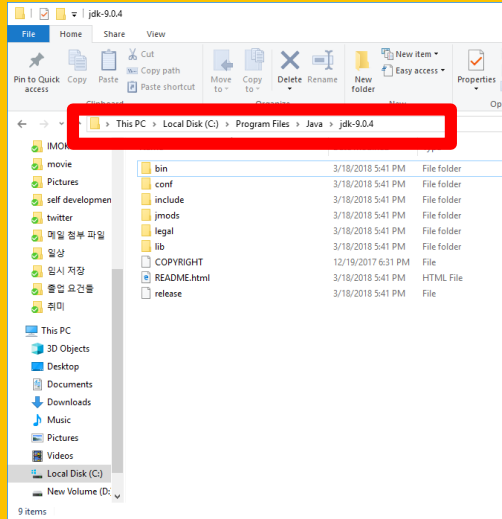 jdk-9.0.4
File Home Share View
Pin to Quick access
Copy
Paste
Cut
Copy path
Paste shortcut
Move to
Copy to
Delete
Rename
New folder
New item
Easy access
Properties
This PC > Local Disk (C:) > Program Files > Java > jdk-9.0.4
bin 3/18/2018 5:41 PM File folder
conf 3/18/2018 5:41 PM File folder
include 3/18/2018 5:41 PM File folder
jmods 3/18/2018 5:41 PM File folder
legal 3/18/2018 5:41 PM File folder
lib 3/18/2018 5:41 PM File folder
COPYRIGHT 12/19/2017 6:31 PM File
README.html 3/18/2018 5:41 PM HTML File
release 3/18/2018 5:41 PM File
movie
Pictures
self developmen
twitter
메일 첨부 파일
일상
임시 저장
졸업 요건들
취미
This PC
3D Objects
Desktop
Documents
Downloads
Music
Pictures
Videos
Local Disk (C:)
New Volume (D:
9 items